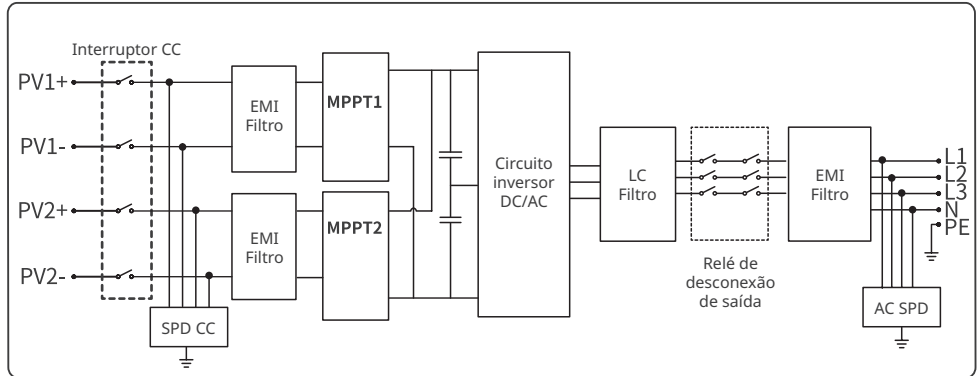 Interruptor CC
PV1+
PV1-
PV2+
PV2-
SPD CC
EMI
Filtro
EMI
Filtro
MPPT1
MPPT2
Circuito
inversor
DC/AC
LC
Filtro
Relé de
desconexão
de saída
EMI
Filtro
L1
L2
L3
N
PE
AC SPD